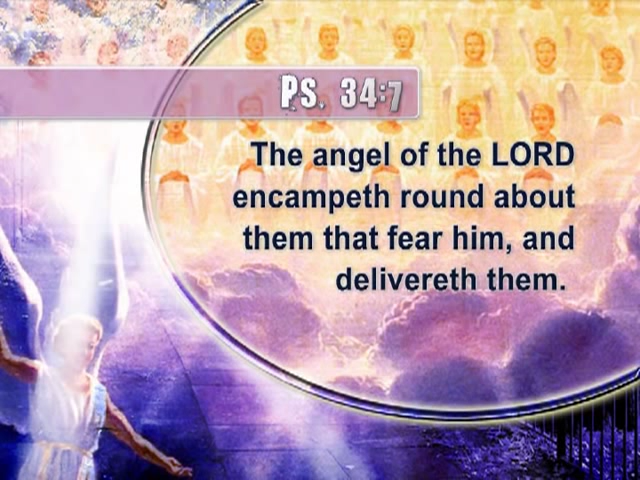 PS. 34:7
The angel of the LORD
encampeth round about
them that fear him, and
delivereth them.